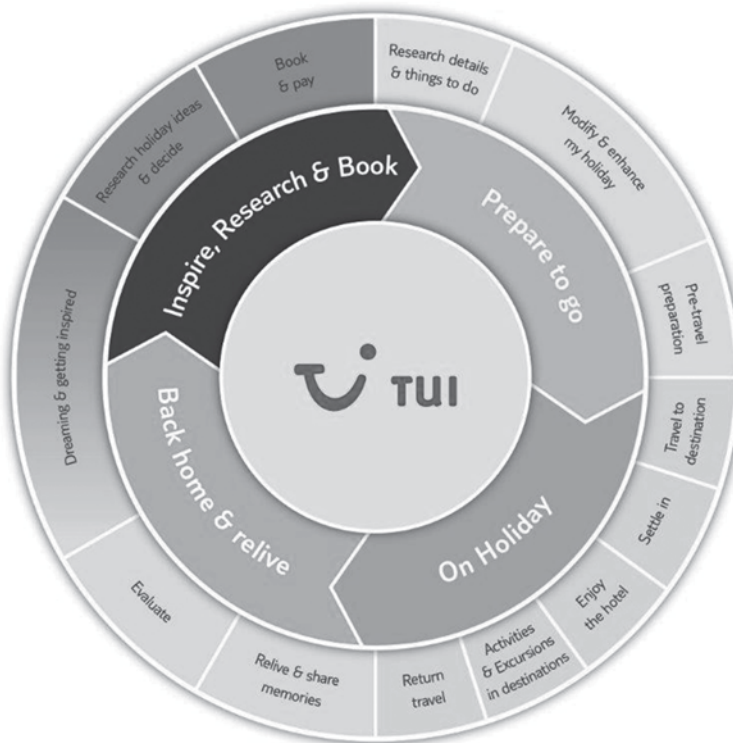 Book
& pay
Research details
& things to do
Modify & enhance
my holiday
Pre-travel
preparation
Travel to
destination
Settle in
Enjoy
the hotel
Activities
& Excursions
in destinations
Return
travel
Relive & share
memories
Evaluate
Dreaming & getting inspired
Research holiday ideas
& decide
Inspire, Research & Book
Prepare to go
On Holiday
Back home & relive
TUI